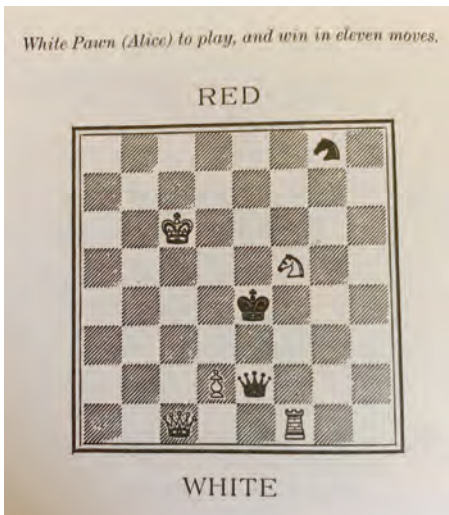 White Pawn (Alice) to play, and win in eleven moves.
RED
WHITE